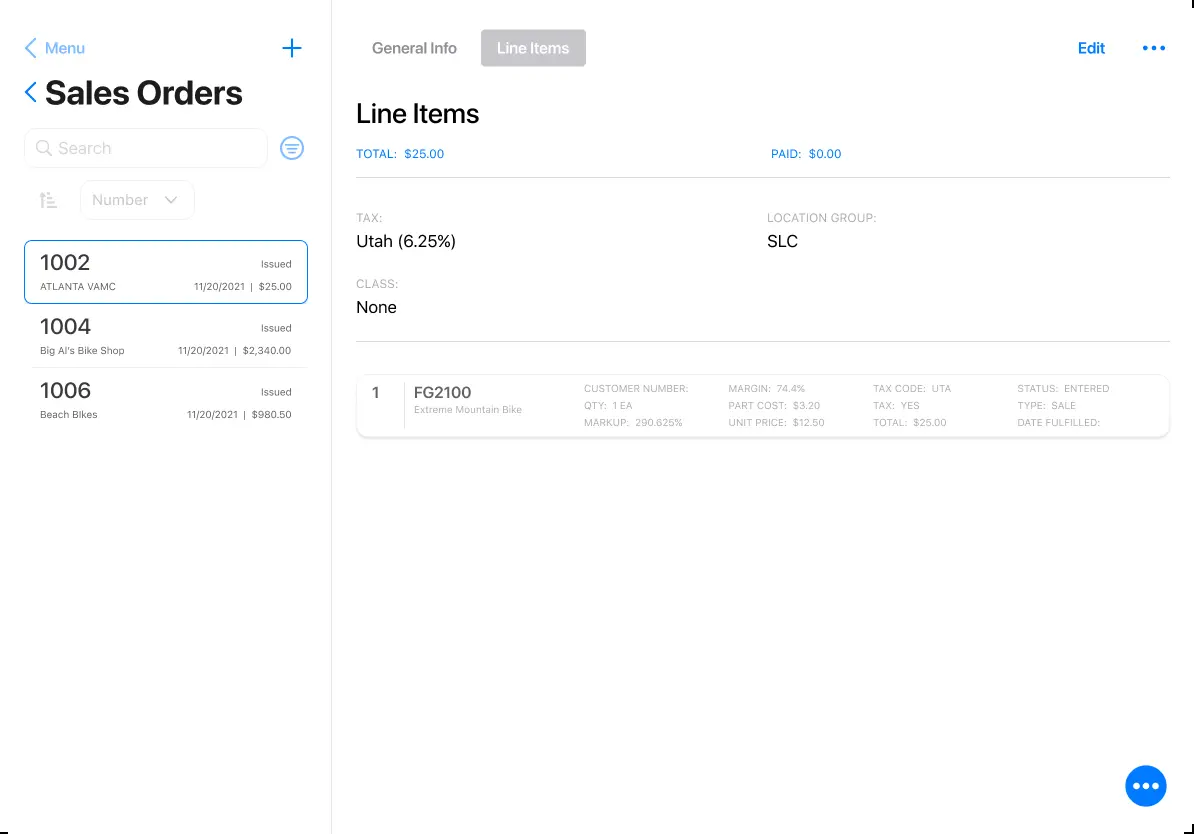 Menu
Sales Orders
Search
Number
1002 Issued
ATLANTA VAMC 11/20/2021 | $25.00
1004 Issued
Big Al's Bike Shop 11/20/2021 | $2,340.00
1006 Issued
Beach BIkes 11/20/2021 | $980.50
General Info Line Items Edit
Line Items
TOTAL: $25.00 PAID: $0.00
TAX: LOCATION GROUP:
Utah (6.25%) SLC
CLASS:
None
1 FG2100 CUSTOMER NUMBER: MARGIN: 74.4% TAX CODE: UTA STATUS: ENTERED
Extreme Mountain Bike QTY: 1 EA PART COST: $3.20 TAX: YES TYPE: SALE
MARKUP: 290.625% UNIT PRICE: $12.50 TOTAL: $25.00 DATE FULFILLED: